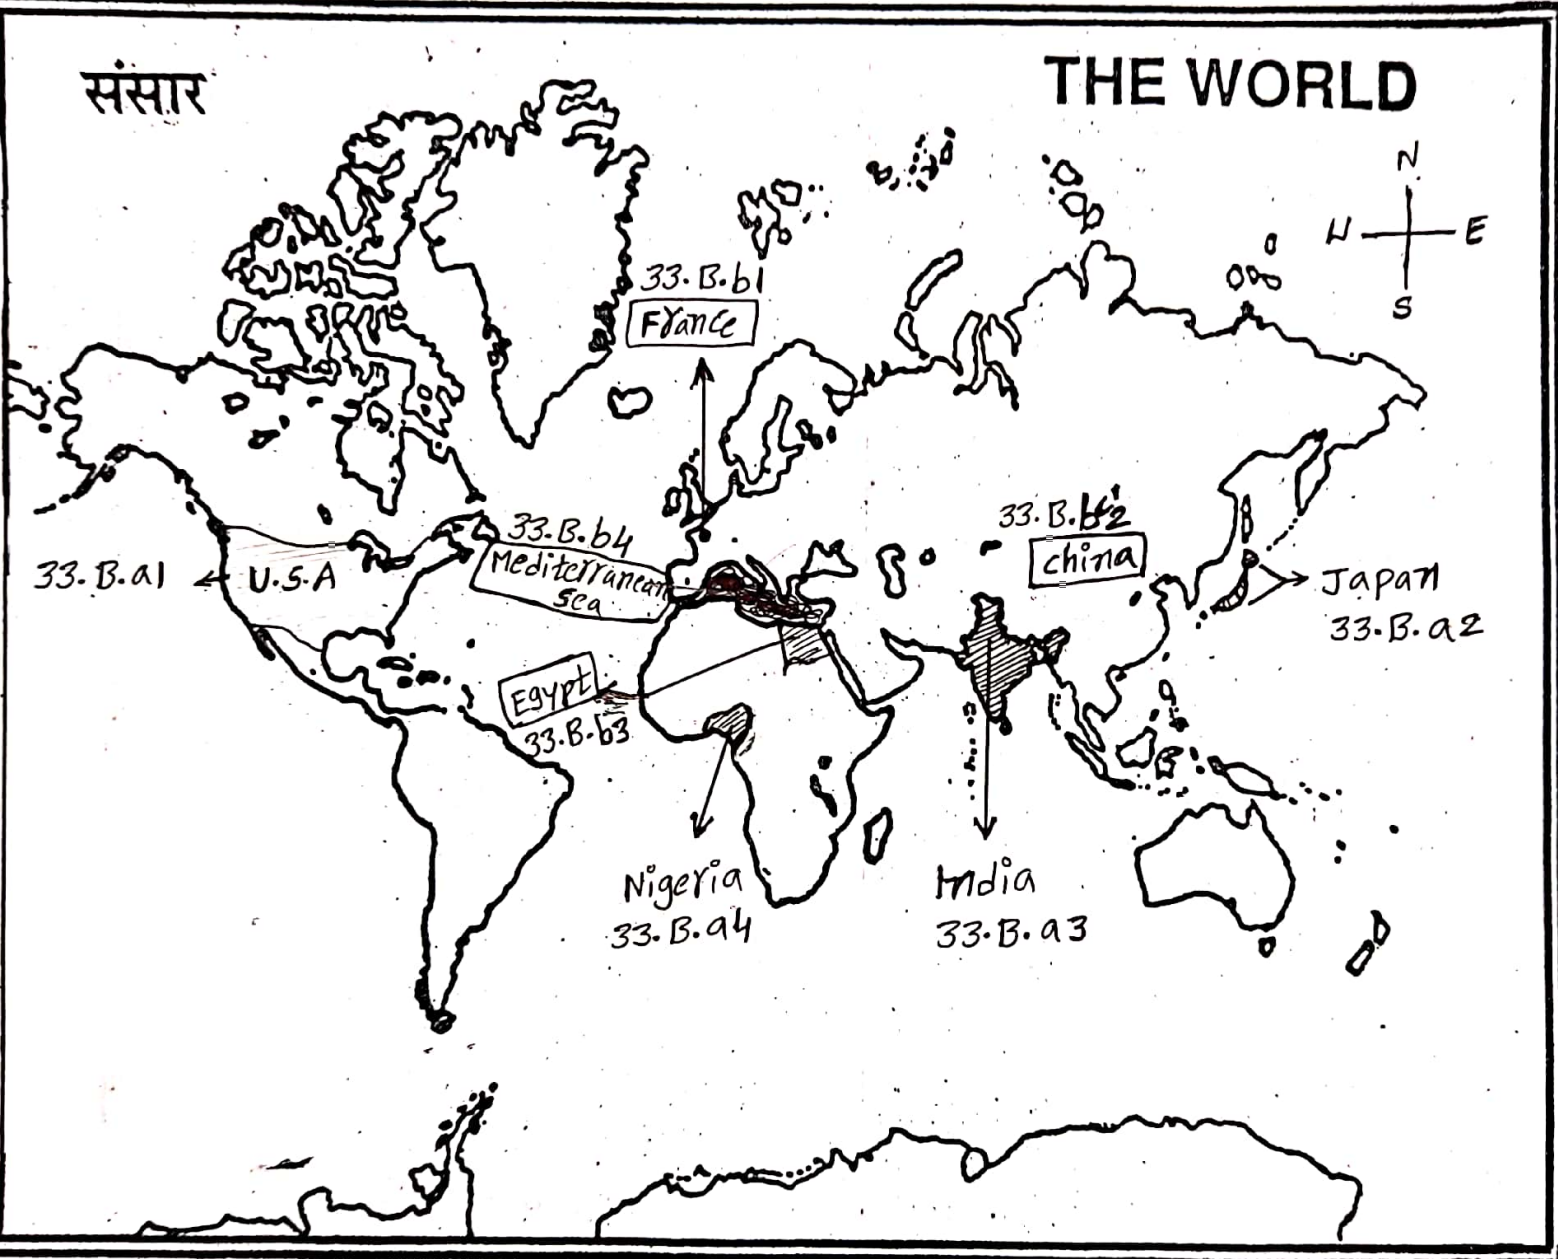 संसार
THE WORLD
N
W E
S
33.B.b1
France
33.B.b4
Mediterranean
sea
33.B.b2
china
33.B.a1
U.S.A
Japan
33.B.a2
Egypt
33.B.b3
Nigeria
33.B.a4
India
33.B.a3